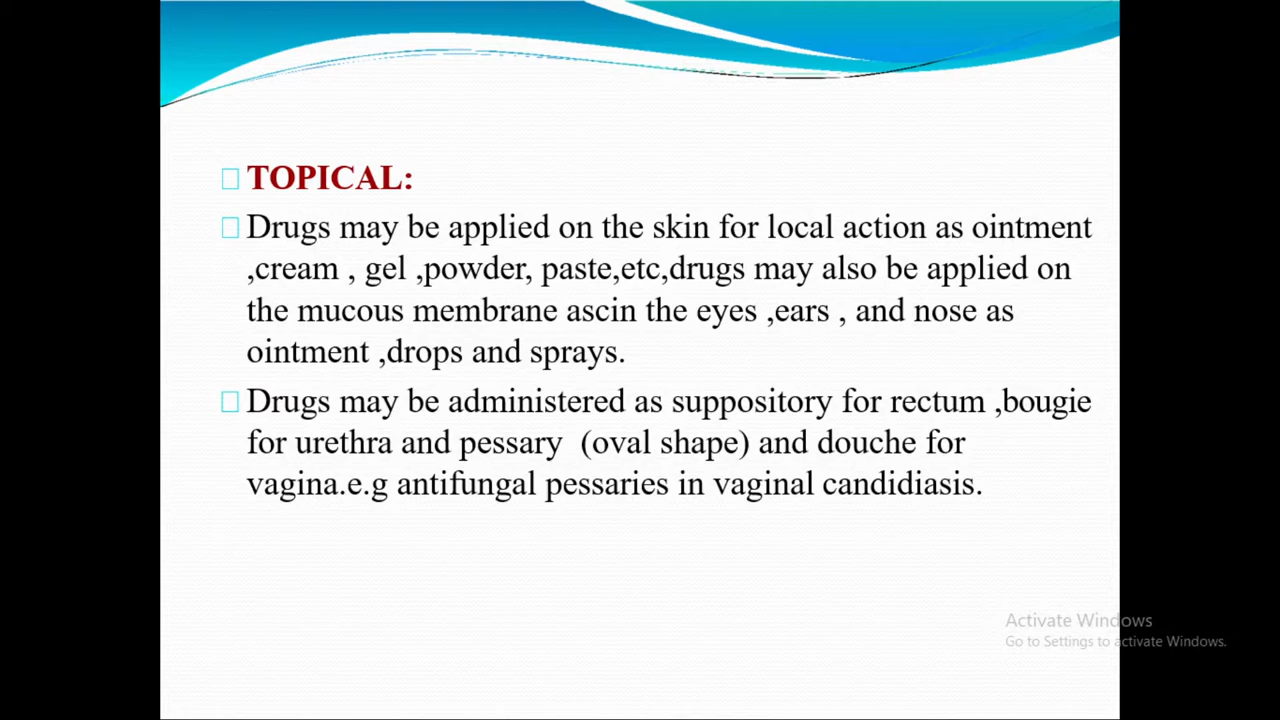 TOPICAL:
Drugs may be applied on the skin for local action as ointment
,cream , gel ,powder, paste,etc,drugs may also be applied on
the mucous membrane ascin the eyes ,ears , and nose as
ointment ,drops and sprays.
Drugs may be administered as suppository for rectum ,bougie
for urethra and pessary (oval shape) and douche for
vagina.e.g antifungal pessaries in vaginal candidiasis.
Activate Windows
Go to Settings to activate Windows.